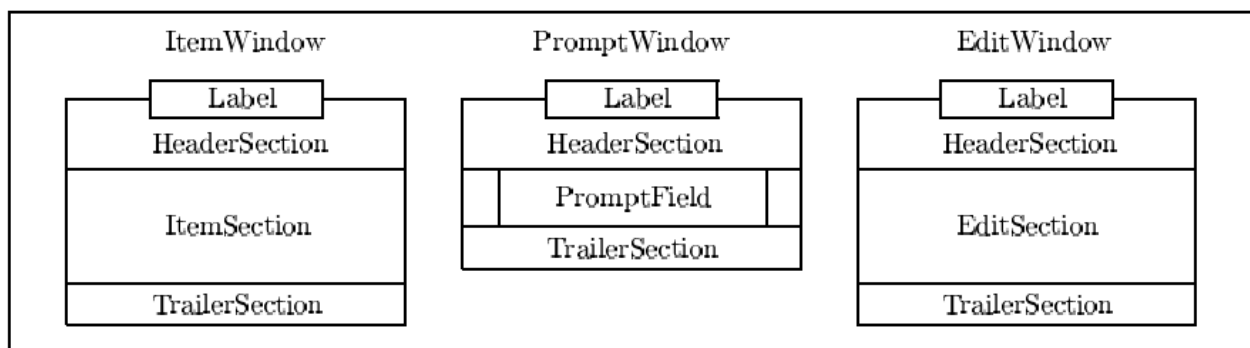 ItemWindow
Label
HeaderSection
ItemSection
TrailerSection
PromptWindow
Label
HeaderSection
PromptField
TrailerSection
EditWindow
Label
HeaderSection
EditSection
TrailerSection